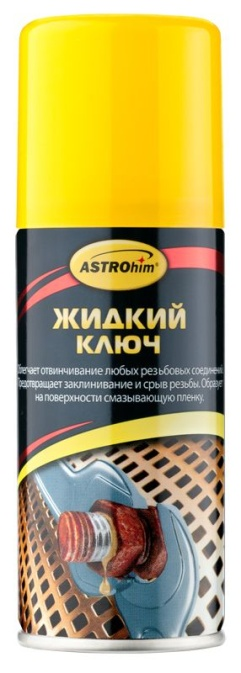 ASTROhim®
ЖИДКИЙ
КЛЮЧ
Облегчает отвинчивание любых резьбовых соединений.
Предотвращает заклинивание и срыв резьбы. Образует
на поверхности смазывающую пленку.